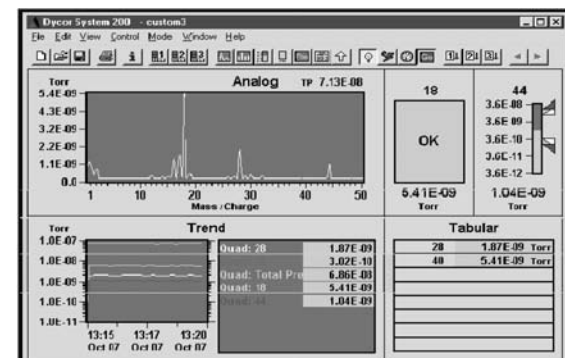 Dycor System 200 - custom3
File Edit View Control Mode Window Help
Torr Analog TP 7.13E-08
5.4E-09
4.3E-09
3.2E-09
2.2E-09
1.1E-09
0.0
1 10 20 30 40 50
Mass / Charge
18
OK
5.41E-09
Torr
44
3.6E-08
3.6E-09
3.6E-10
3.6E-11
3.6E-12
1.04E-09
Torr
Torr Trend
1.0E-07
1.0E-08
1.0E-09
1.0E-10
1.0E-11
13:15 13:17 13:20
Oct 07 Oct 07 Oct 07
Quad: 28 1.87E-09
3.02E-10
Quad: Total Pre 6.86E-08
Quad: 18 5.41E-09
Quad: 44 1.04E-09
Tabular
28 1.87E-09 Torr
40 5.41E-09 Torr